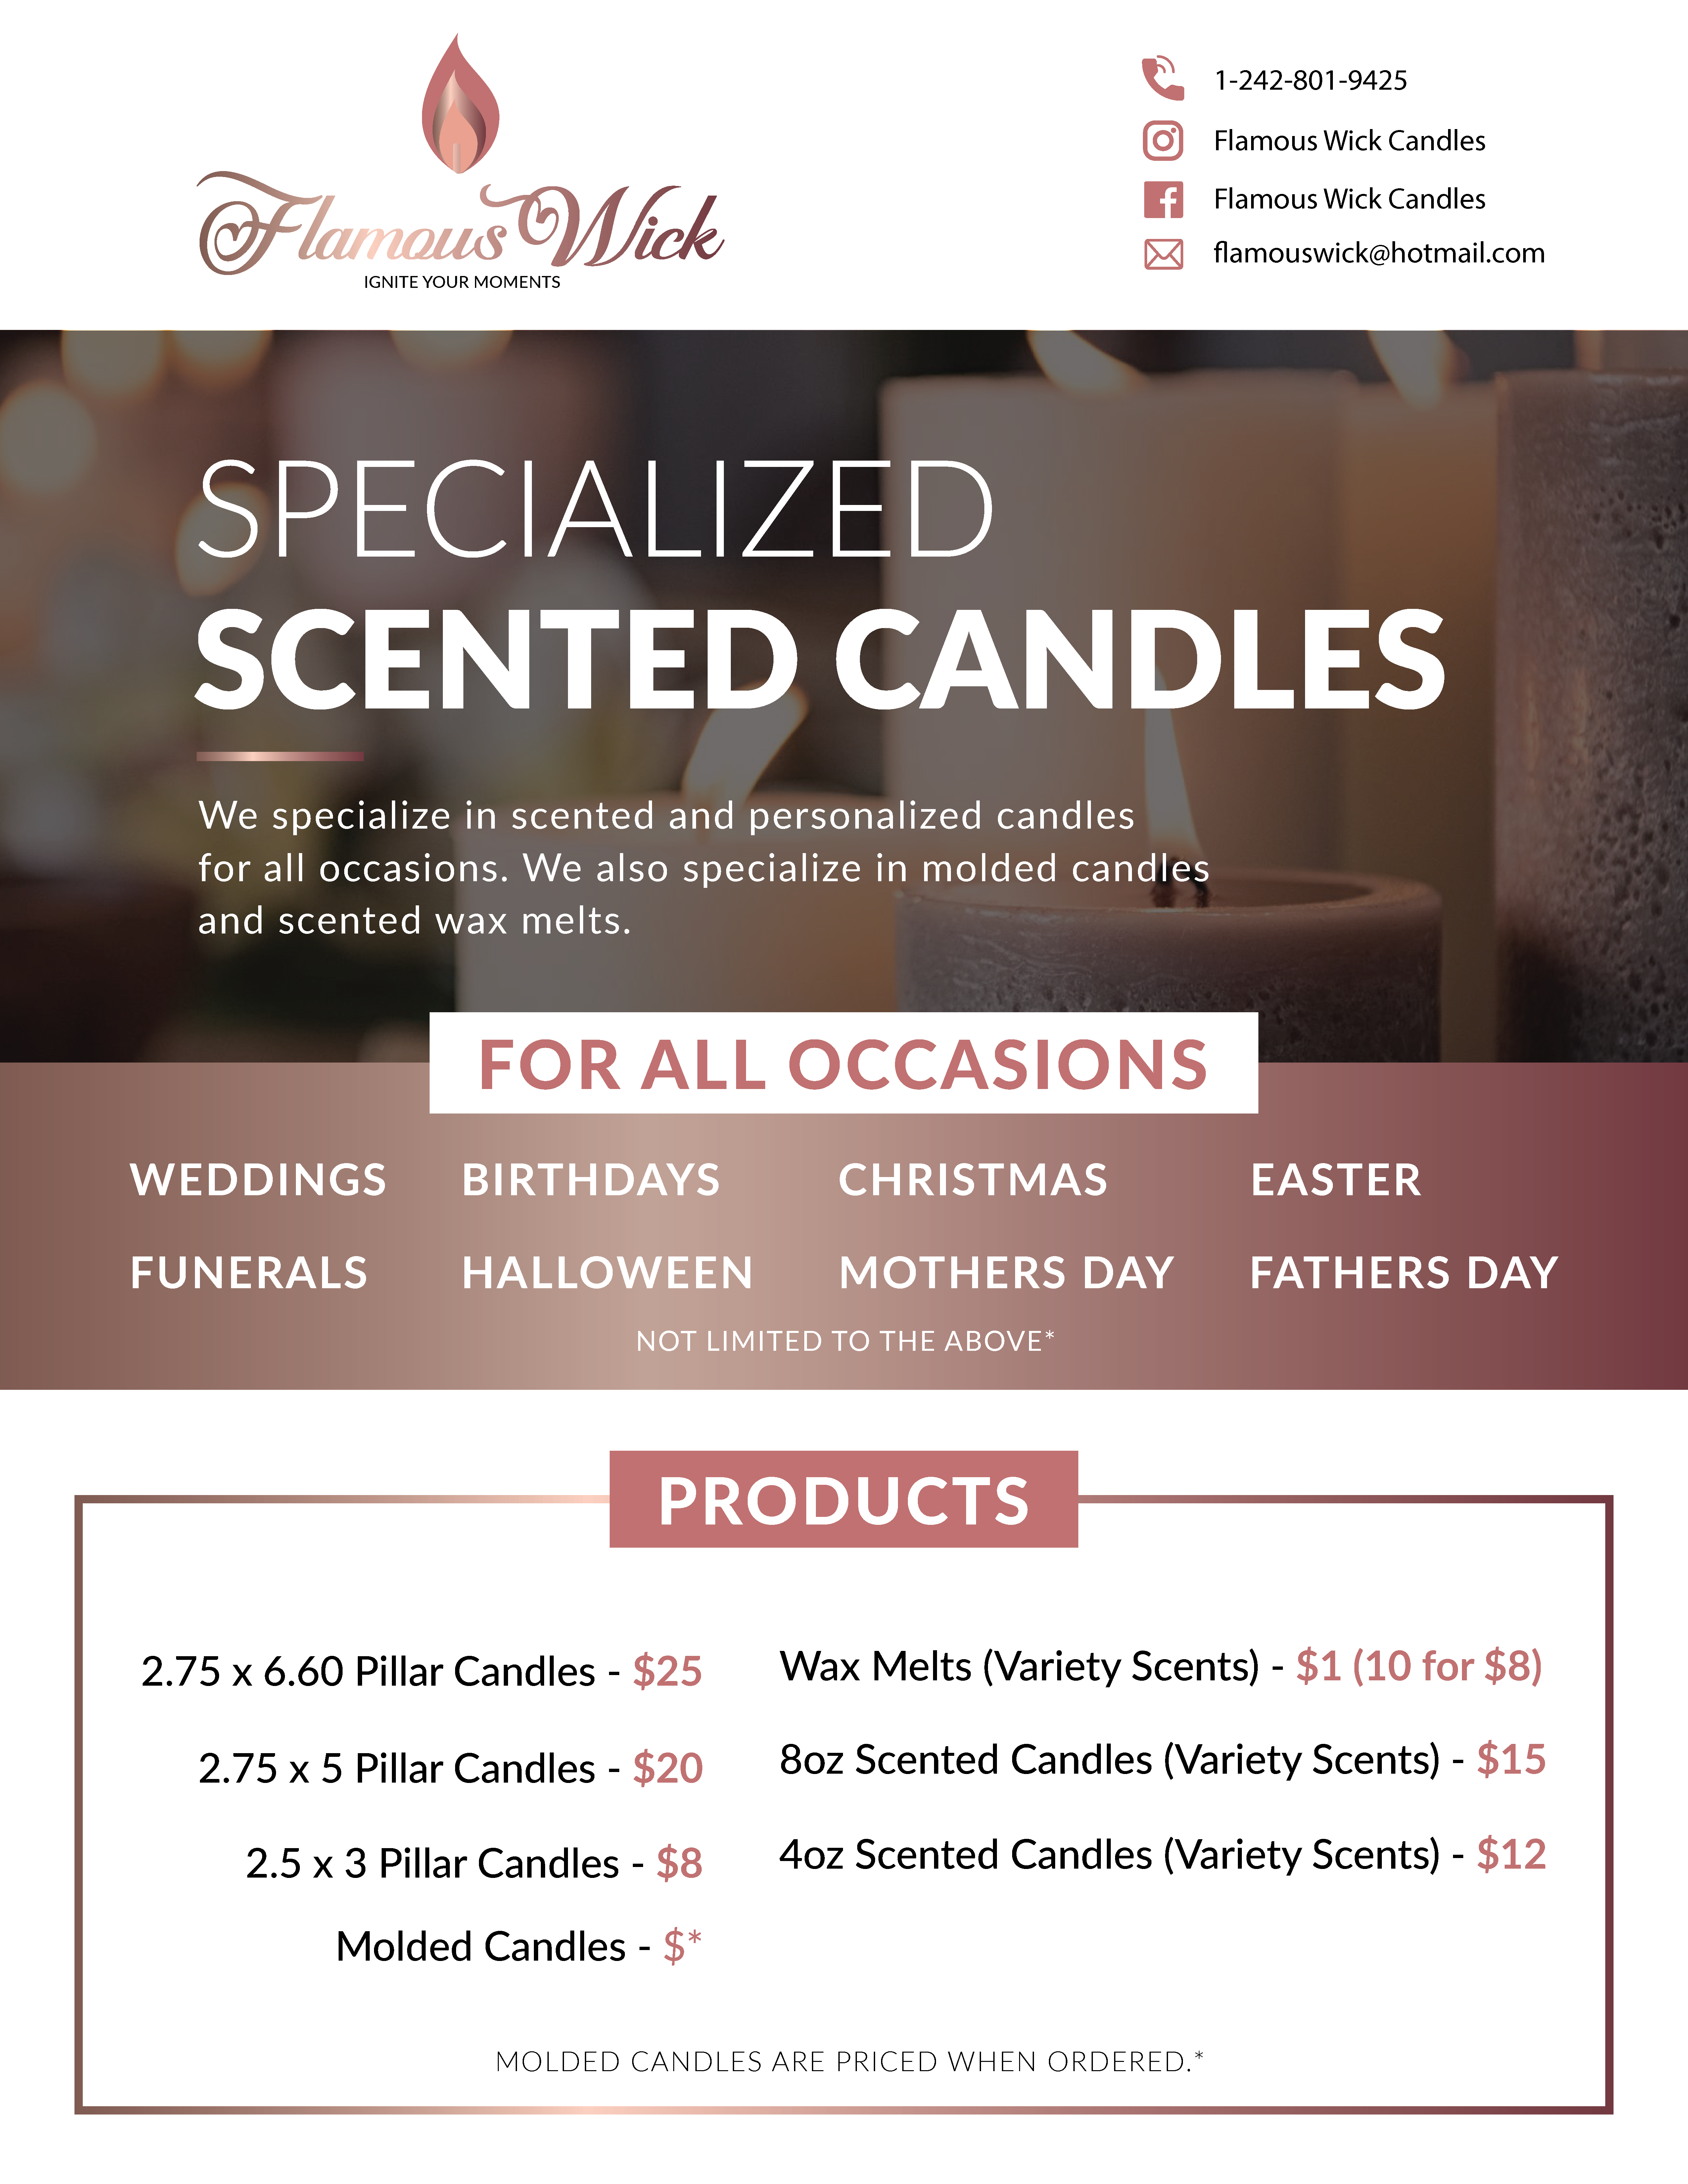 Flamous Wick
IGNITE YOUR MOMENTS
1-242-801-9425
Flamous Wick Candles
Flamous Wick Candles
flamouswick@hotmail.com
SPECIALIZED
SCENTED CANDLES
We specialize in scented and personalized candles
for all occasions. We also specialize in molded candles
and scented wax melts.
FOR ALL OCCASIONS
WEDDINGS BIRTHDAYS CHRISTMAS EASTER
FUNERALS HALLOWEEN MOTHERS DAY FATHERS DAY
NOT LIMITED TO THE ABOVE*
PRODUCTS
2.75 x 6.60 Pillar Candles - $25
2.75 x 5 Pillar Candles - $20
2.5 x 3 Pillar Candles - $8
Molded Candles - $*
Wax Melts (Variety Scents) - $1 (10 for $8)
8oz Scented Candles (Variety Scents) - $15
4oz Scented Candles (Variety Scents) - $12
MOLDED CANDLES ARE PRICED WHEN ORDERED.*